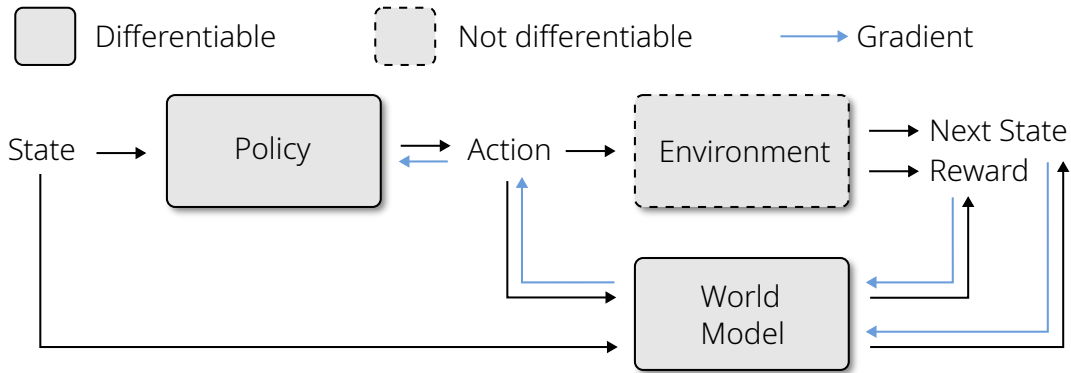 Differentiable
Not differentiable
Gradient
State
Policy
Action
Environment
Next State
Reward
World
Model